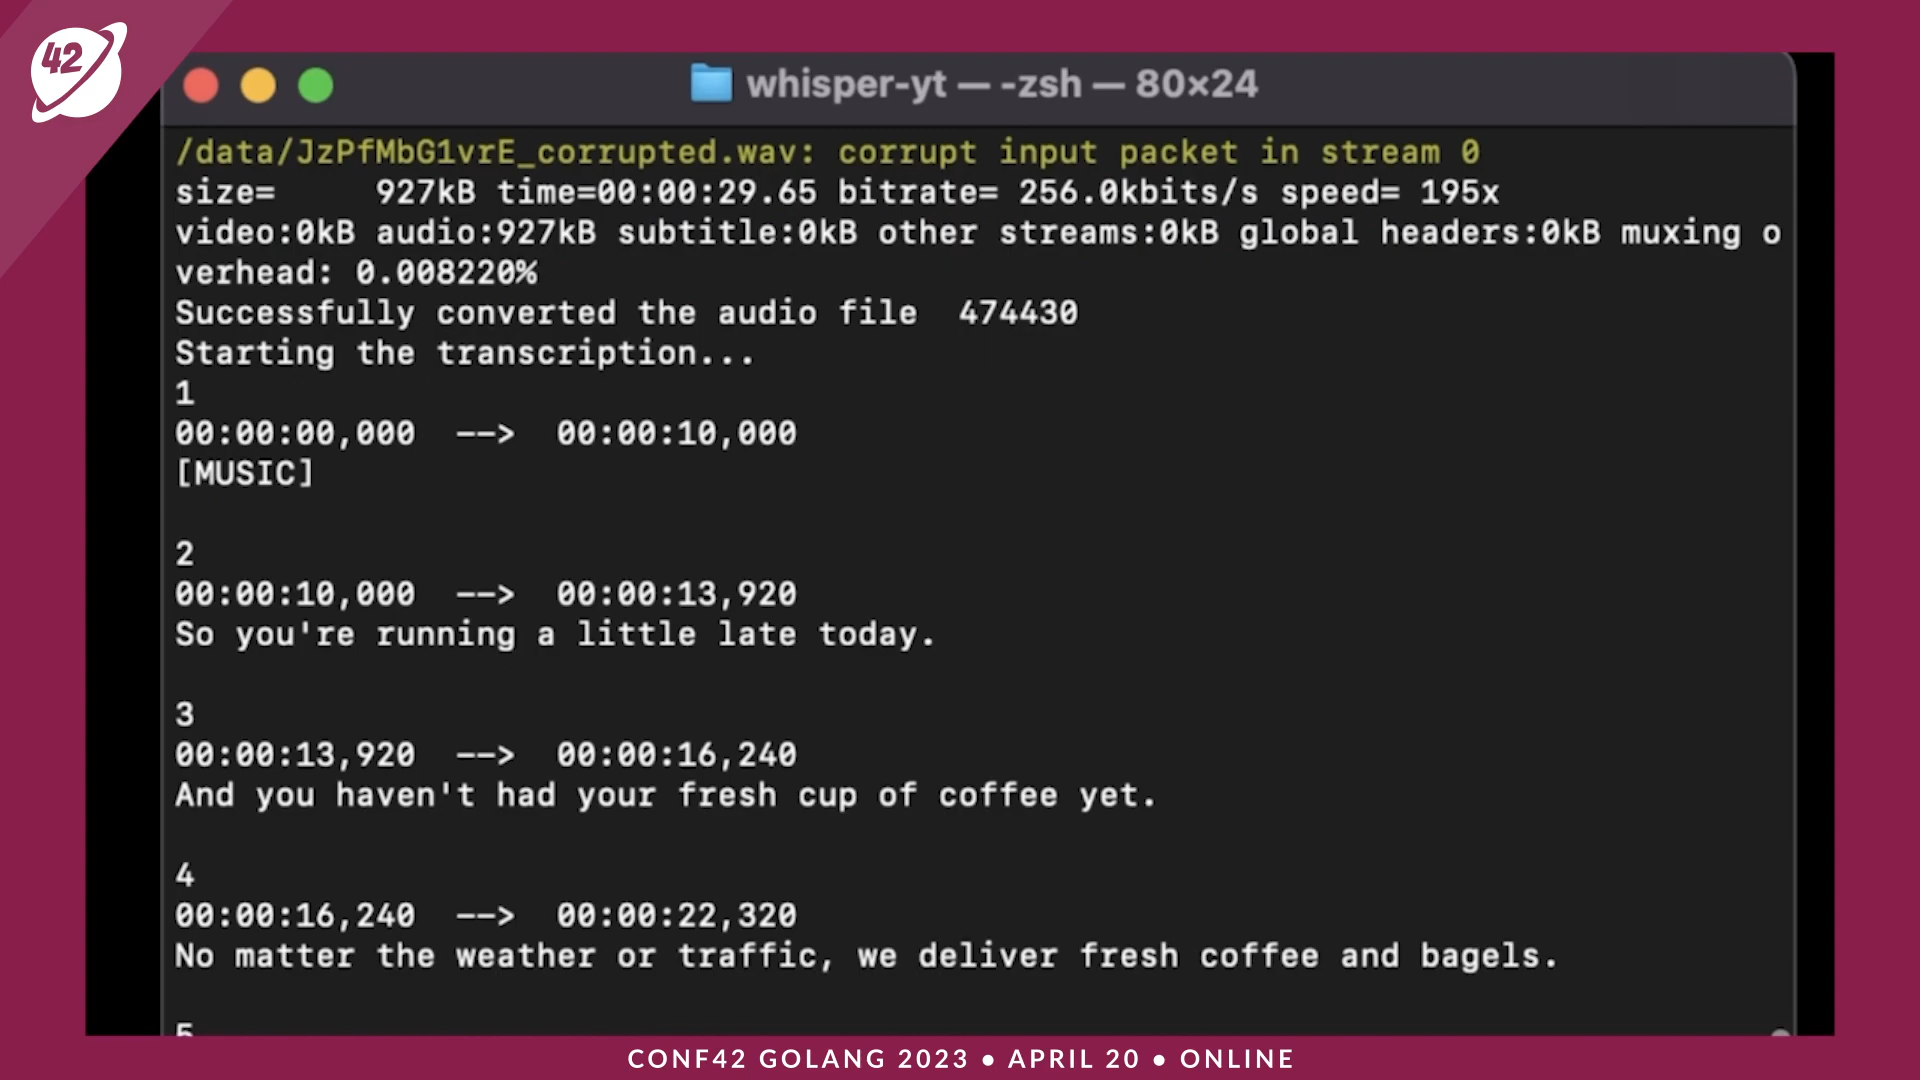 42
whisper-yt — -zsh — 80×24
/data/JzPfMbG1vrE_corrupted.wav: corrupt input packet in stream 0
size=     927kB time=00:00:29.65 bitrate= 256.0kbits/s speed= 195x
video:0kB audio:927kB subtitle:0kB other streams:0kB global headers:0kB muxing o
verhead: 0.008220%
Successfully converted the audio file  474430
Starting the transcription...
1
00:00:00,000  -->  00:00:10,000
[MUSIC]
2
00:00:10,000  -->  00:00:13,920
So you're running a little late today.
3
00:00:13,920  -->  00:00:16,240
And you haven't had your fresh cup of coffee yet.
4
00:00:16,240  -->  00:00:22,320
No matter the weather or traffic, we deliver fresh coffee and bagels.
5
CONF42 GOLANG 2023 ● APRIL 20 ● ONLINE